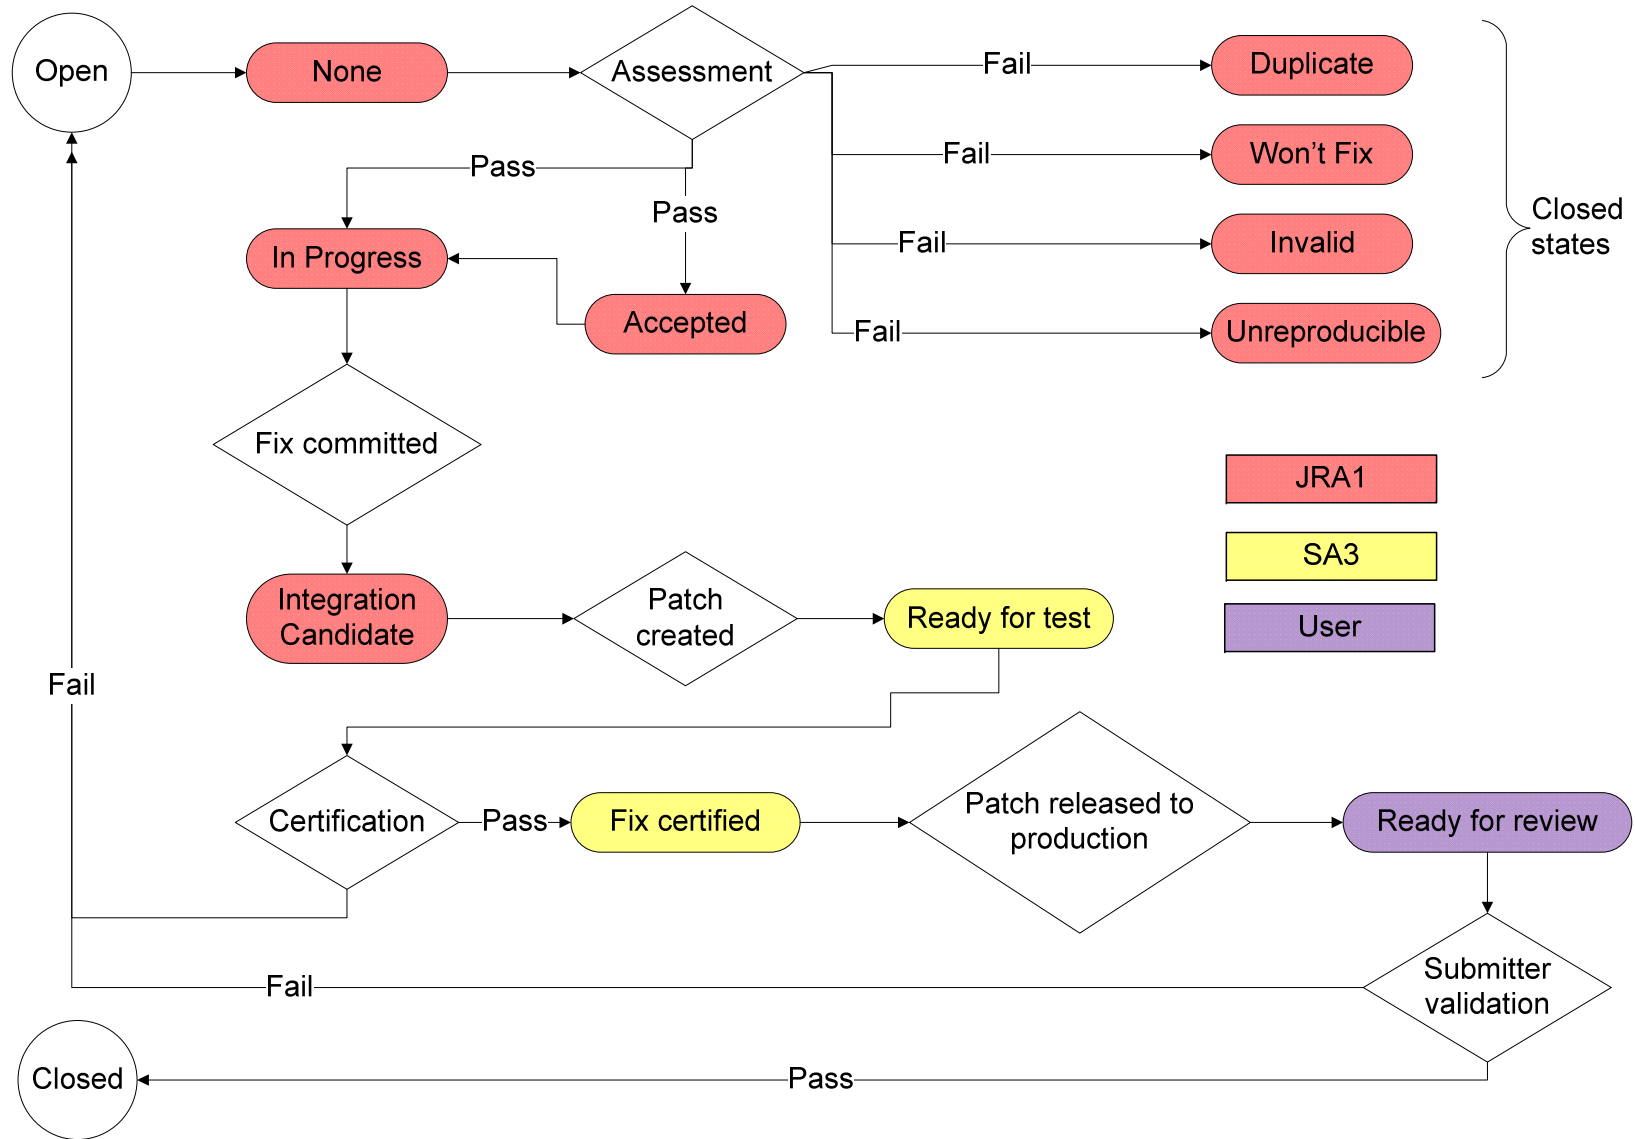 Open
None
Assessment
Fail
Duplicate
Fail
Won't Fix
Pass
Pass
Fail
Invalid
Closed
states
In Progress
Accepted
Fail
Unreproducible
Fix committed
JRA1
SA3
Integration
Candidate
Patch
created
Ready for test
User
Fail
Certification
Pass
Fix certified
Patch released to
production
Ready for review
Submitter
validation
Fail
Closed
Pass